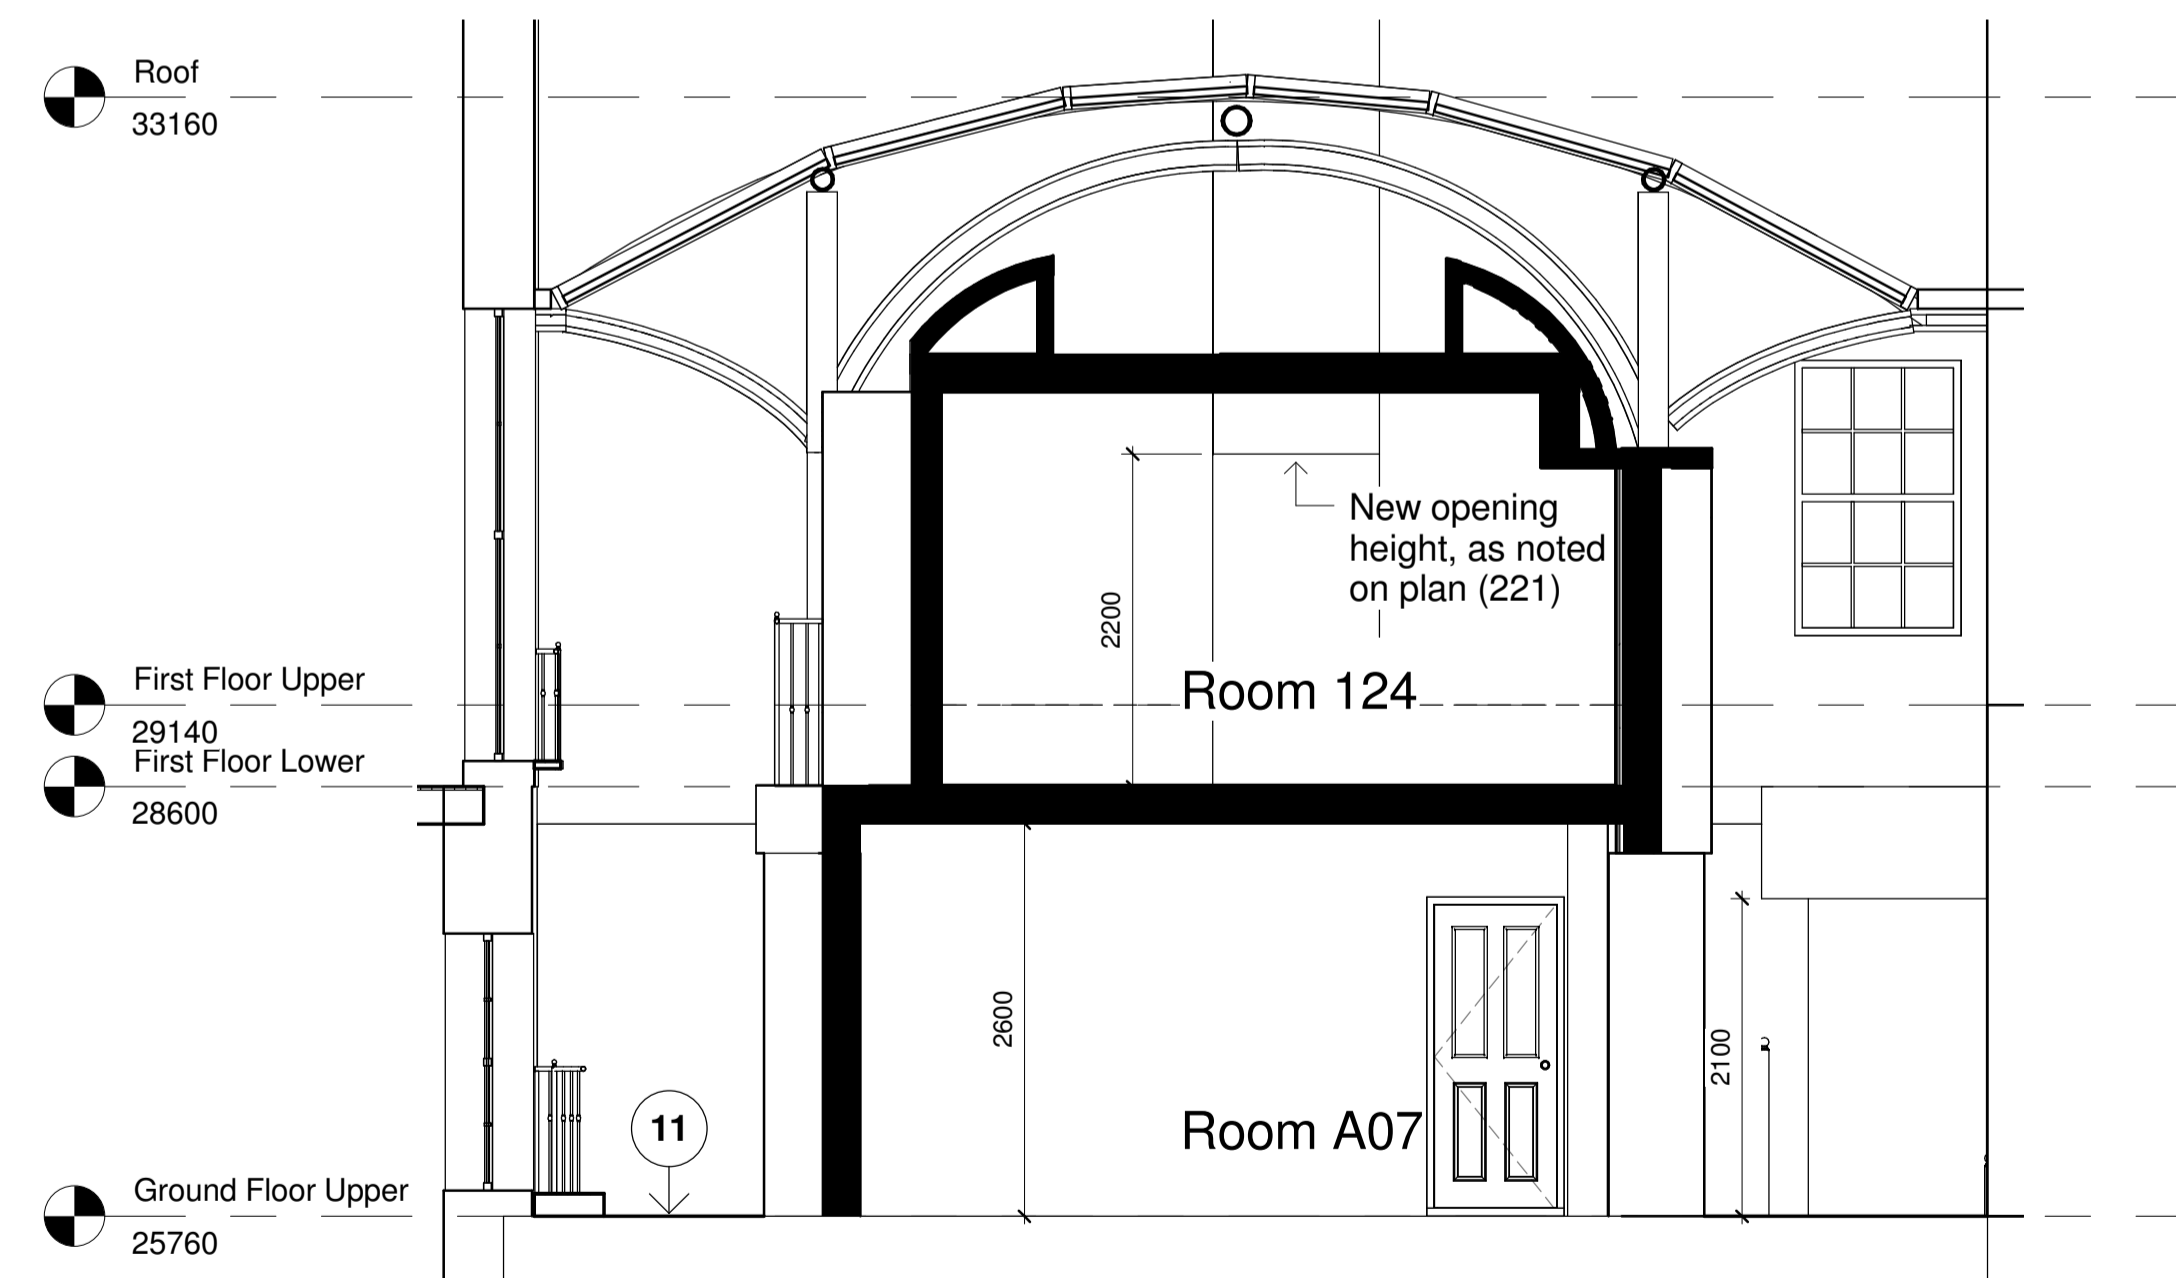 Roof
33160
New opening
height, as noted
on plan (221)
2200
First Floor Upper
29140
Room 124
First Floor Lower
28600
2600
2100
11
Room A07
Ground Floor Upper
25760